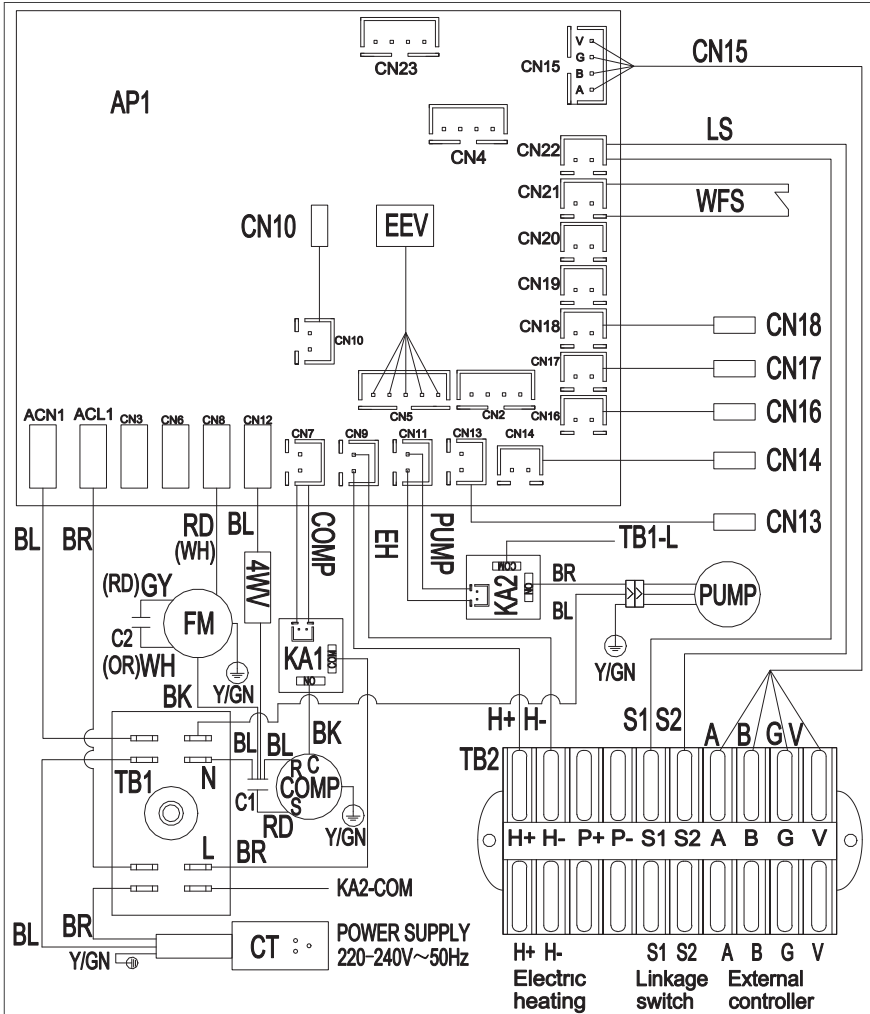 CN23
V
G
B
A
CN15
CN15
AP1
CN4
LS
CN22
CN21
WFS
CN10
EEV
CN20
CN19
CN10
CN18
CN18
CN17
CN17
CN16
CN16
CN5
CN2
ACN1
ACL1
CN3
CN6
CN8
CN12
CN7
CN9
CN11
CN13
CN14
CN14
CN13
BL
BR
RD
(WH)
BL
COMP
EH
PUMP
TB1-L
4WV
COM
KA2
NO
BR
BL
PUMP
Y/GN
(RD)GY
C2
(OR)WH
FM
Y/GN
KA1
COM
NO
BK
BL
BL
BK
H+
H-
S1
S2
A
B
G
V
TB1
N
C1
R
C
COMP
S
RD
Y/GN
TB2
H+
H-
P+
P-
S1
S2
A
B
G
V
L
BR
KA2-COM
BL
BR
Y/GN
CT
POWER SUPPLY
220-240V～50Hz
H+
H-
S1
S2
A
B
G
V
Electric
heating
Linkage
switch
External
controller